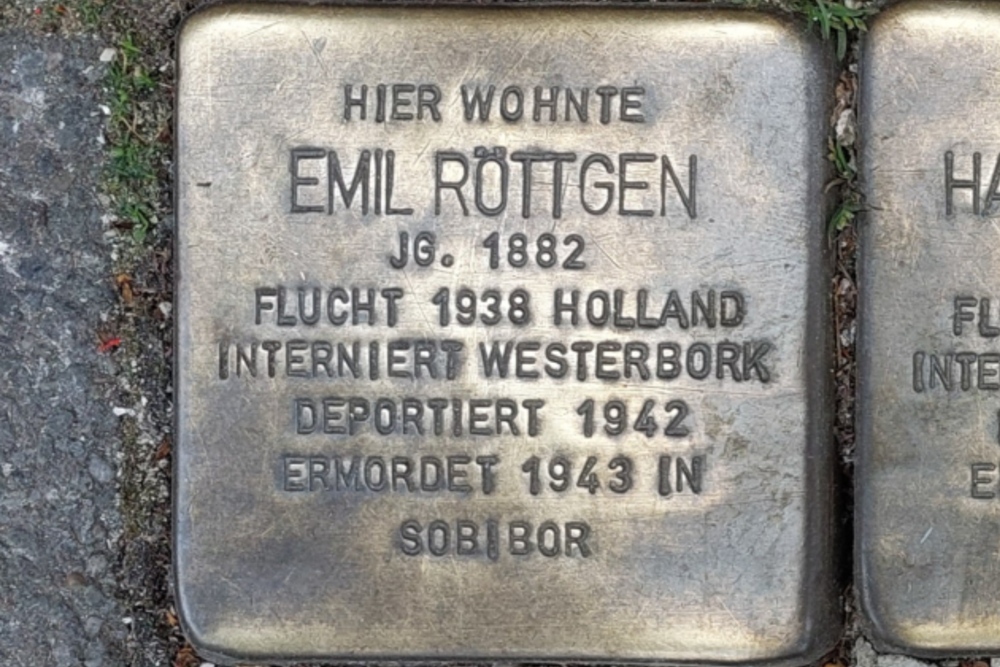 HIER WOHNTE
EMIL RÖTTGEN
JG. 1882
FLUCHT 1938 HOLLAND
INTERNIERT WESTERBORK
DEPORTIERT 1942
ERMORDET 1943 IN
SOBIBOR